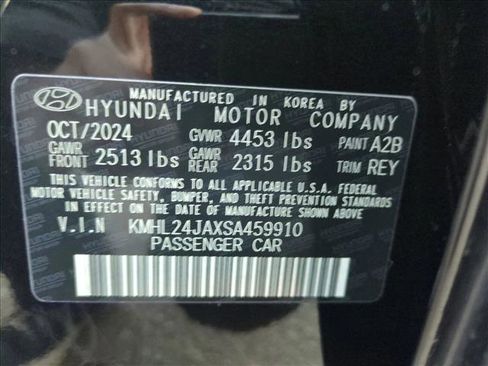 MANUFACTURED IN KOREA BY
HYUNDAI MOTOR COMPANY
OCT/2024 GVWR 4453 lbs PAINT A2B
GAWR FRONT 2513 lbs GAWR REAR 2315 lbs TRIM REY
THIS VEHICLE CONFORMS TO ALL APPLICABLE U.S.A. FEDERAL
MOTOR VEHICLE SAFETY, BUMPER, AND THEFT PREVENTION STANDARDS
IN EFFECT ON THE DATE OF MANUFACTURE SHOWN ABOVE.
V.I.N KMHL24JAXSA459910
PASSENGER CAR